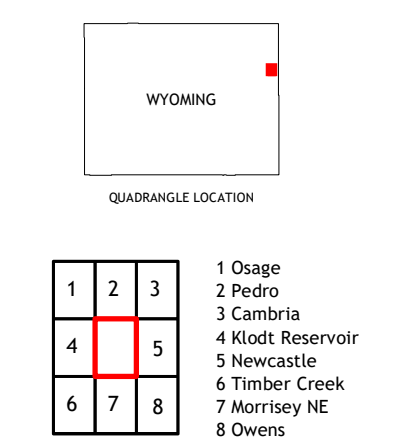 WYOMING
QUADRANGLE LOCATION
1 2 3
4 5
6 7 8
1 Osage
2 Pedro
3 Cambria
4 Klodt Reservoir
5 Newcastle
6 Timber Creek
7 Morrisey NE
8 Owens